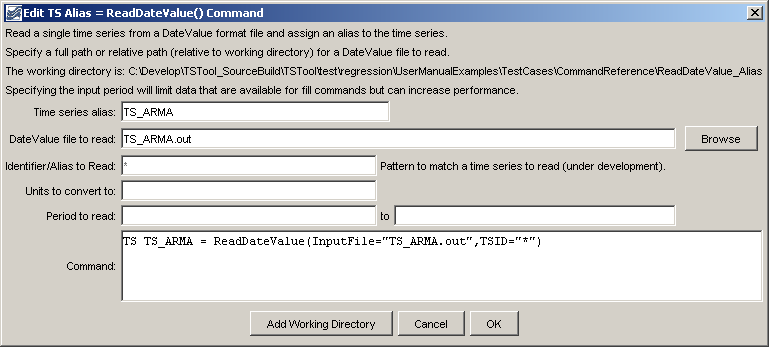 Edit TS Alias = ReadDateValue() Command
Read a single time series from a DateValue format file and assign an alias to the time series.
Specify a full path or relative path (relative to working directory) for a DateValue file to read.
The working directory is: C:\Develop\TSTool_SourceBuild\TSTool\test\regression\UserManualExamples\TestCases\CommandReference\ReadDateValue_Alias
Specifying the input period will limit data that are available for fill commands but can increase performance.
Time series alias: TS_ARMA
DateValue file to read: TS_ARMA.out Browse
Identifier/Alias to Read: * Pattern to match a time series to read (under development).
Units to convert to:
Period to read: to
Command: TS TS_ARMA = ReadDateValue(InputFile="TS_ARMA.out",TSID="*")
Add Working Directory Cancel OK